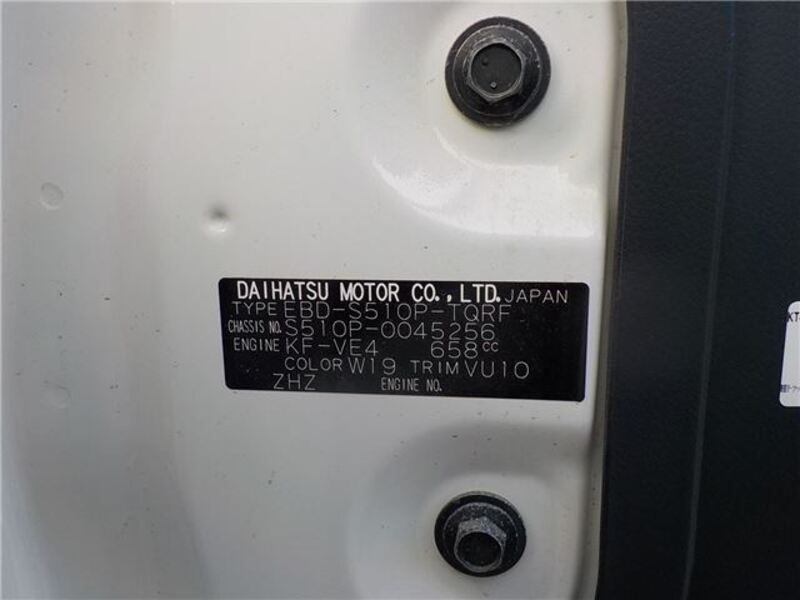 DAIHATSU MOTOR CO.,LTD. JAPAN
TYPE EBD-S510P-TQRF
CHASSIS NO. S510P-0045256
ENGINE KF-VE4 658cc
COLOR W19 TRIM VU10
ZHZ ENGINE NO.
KT-